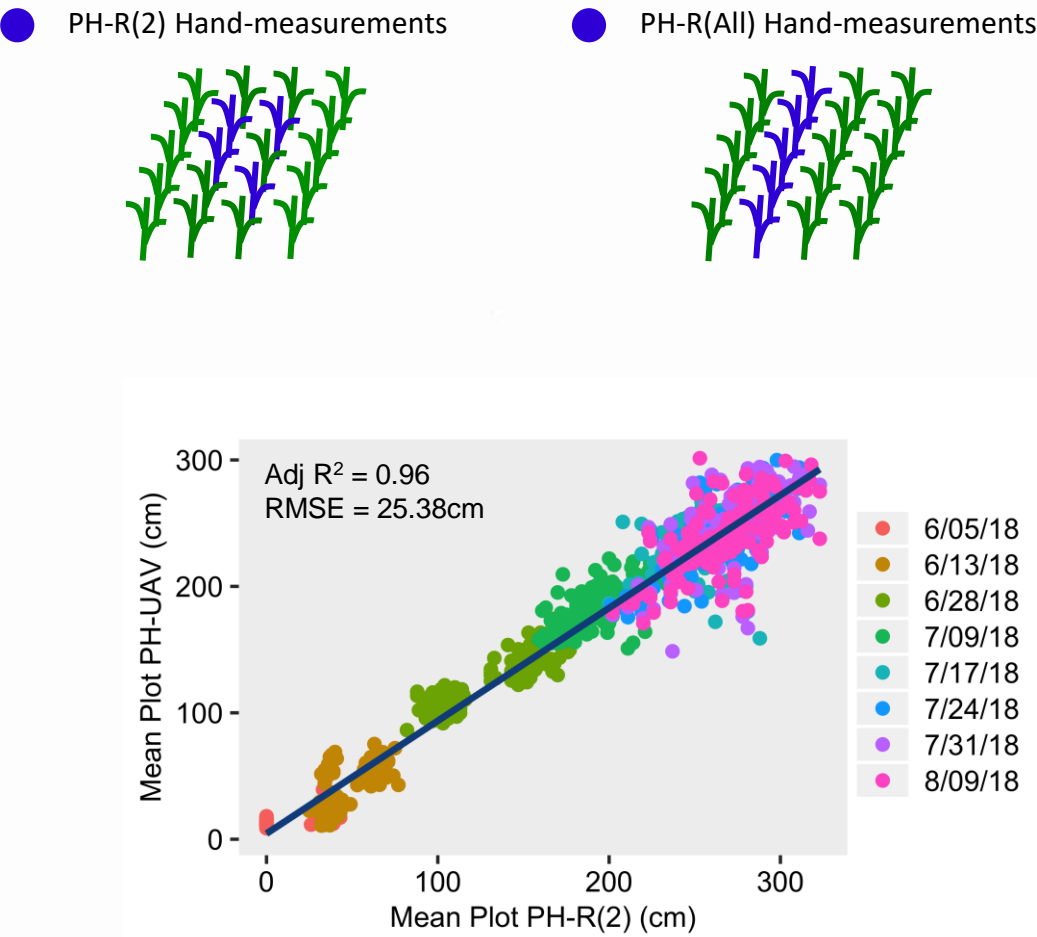 PH-R(2) Hand-measurements
PH-R(All) Hand-measurements
Adj R² = 0.96
RMSE = 25.38cm
Mean Plot PH-UAV (cm)
300
200
100
0
0 100 200 300
Mean Plot PH-R(2) (cm)
6/05/18
6/13/18
6/28/18
7/09/18
7/17/18
7/24/18
7/31/18
8/09/18